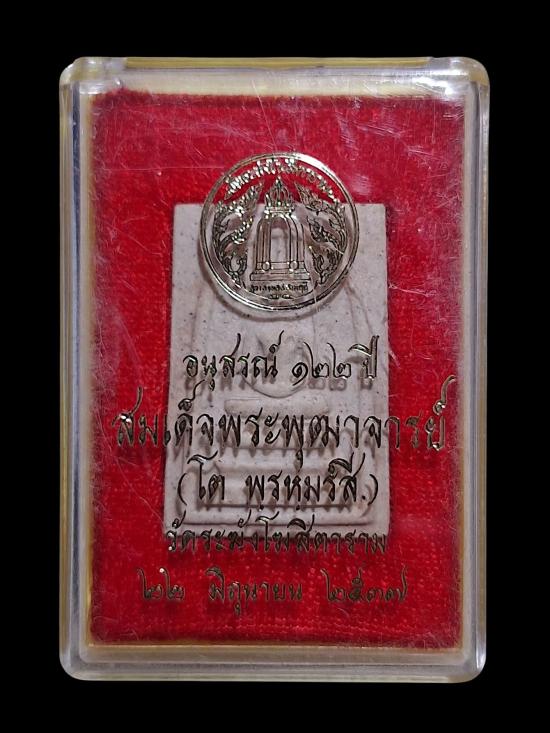 อนุสรณ์ ๑๒๒ ปี
สมเด็จพระพุฒาจารย์
(โต พรหมรังสี)
วัดระฆังโฆสิตาราม
๒๒ มิถุนายน ๒๕๓๗